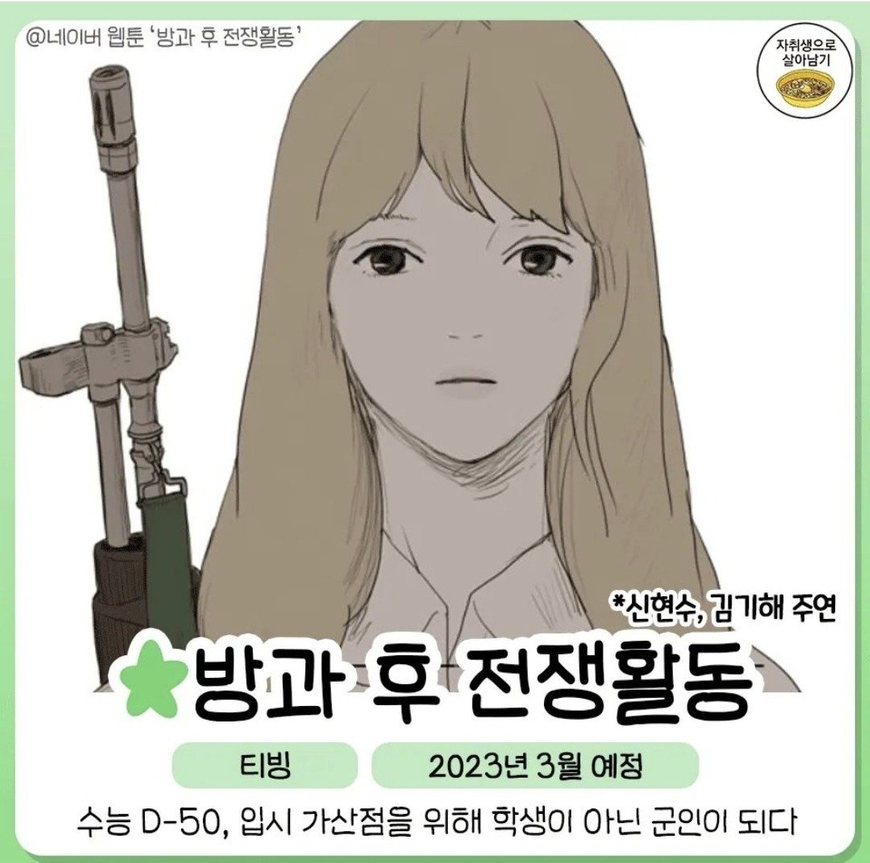 @네이버 웹툰 ‘방과 후 전쟁활동’
자취생으로
살아남기
*신현수, 김기해 주연
방과 후 전쟁활동
티빙
2023년 3월 예정
수능 D-50, 입시 가산점을 위해 학생이 아닌 군인이 되다